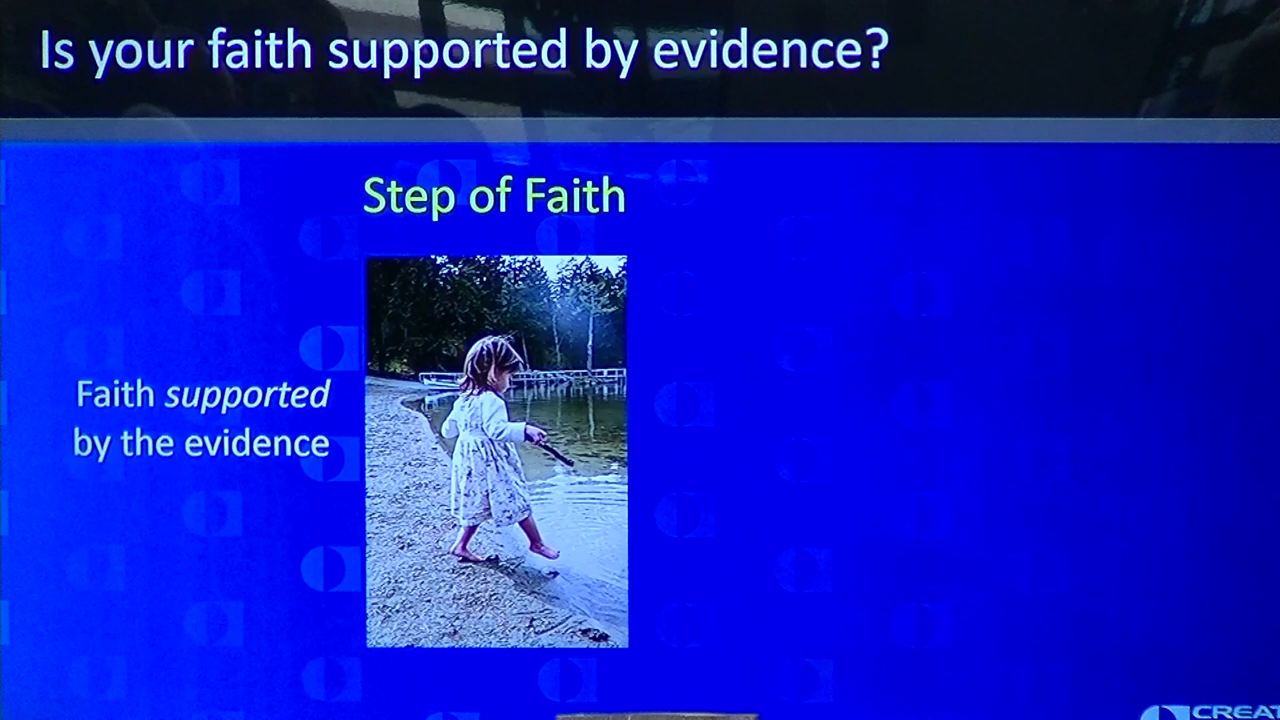 Is your faith supported by evidence?
Step of Faith
Faith supported
by the evidence
CREAT